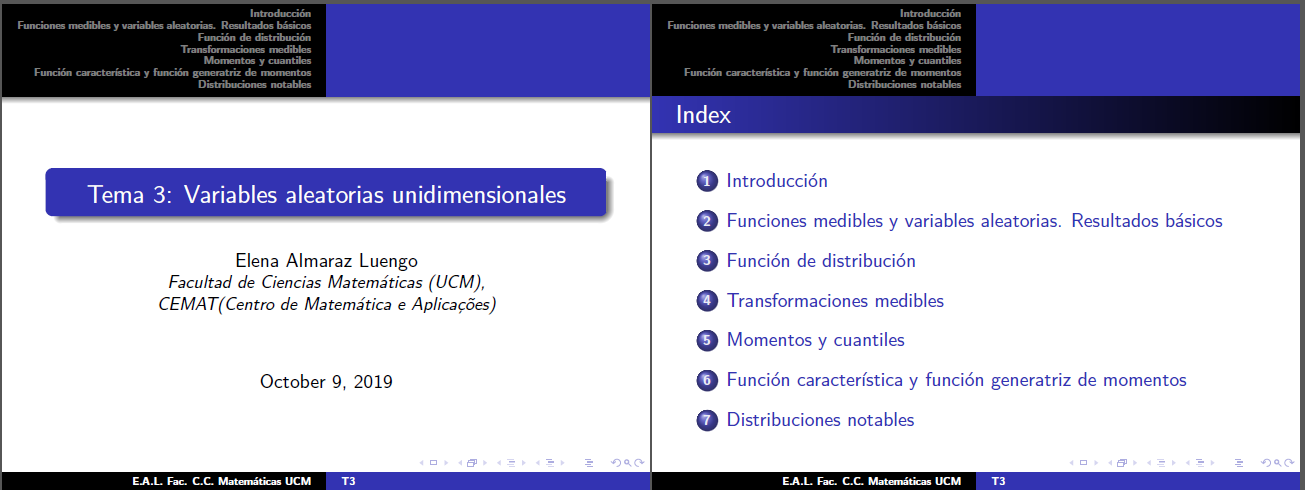 Introducción
Funciones medibles y variables aleatorias. Resultados básicos
Función de distribución
Transformaciones medibles
Momentos y cuantiles
Función característica y función generatriz de momentos
Distribuciones notables
Tema 3: Variables aleatorias unidimensionales
Elena Almaraz Luengo
Facultad de Ciencias Matemáticas (UCM),
CEMAT(Centro de Matemática e Aplicações)
October 9, 2019
E.A.L. Fac. C.C. Matemáticas UCM T3
Introducción
Funciones medibles y variables aleatorias. Resultados básicos
Función de distribución
Transformaciones medibles
Momentos y cuantiles
Función característica y función generatriz de momentos
Distribuciones notables
Index
1 Introducción
2 Funciones medibles y variables aleatorias. Resultados básicos
3 Función de distribución
4 Transformaciones medibles
5 Momentos y cuantiles
6 Función característica y función generatriz de momentos
7 Distribuciones notables
E.A.L. Fac. C.C. Matemáticas UCM T3